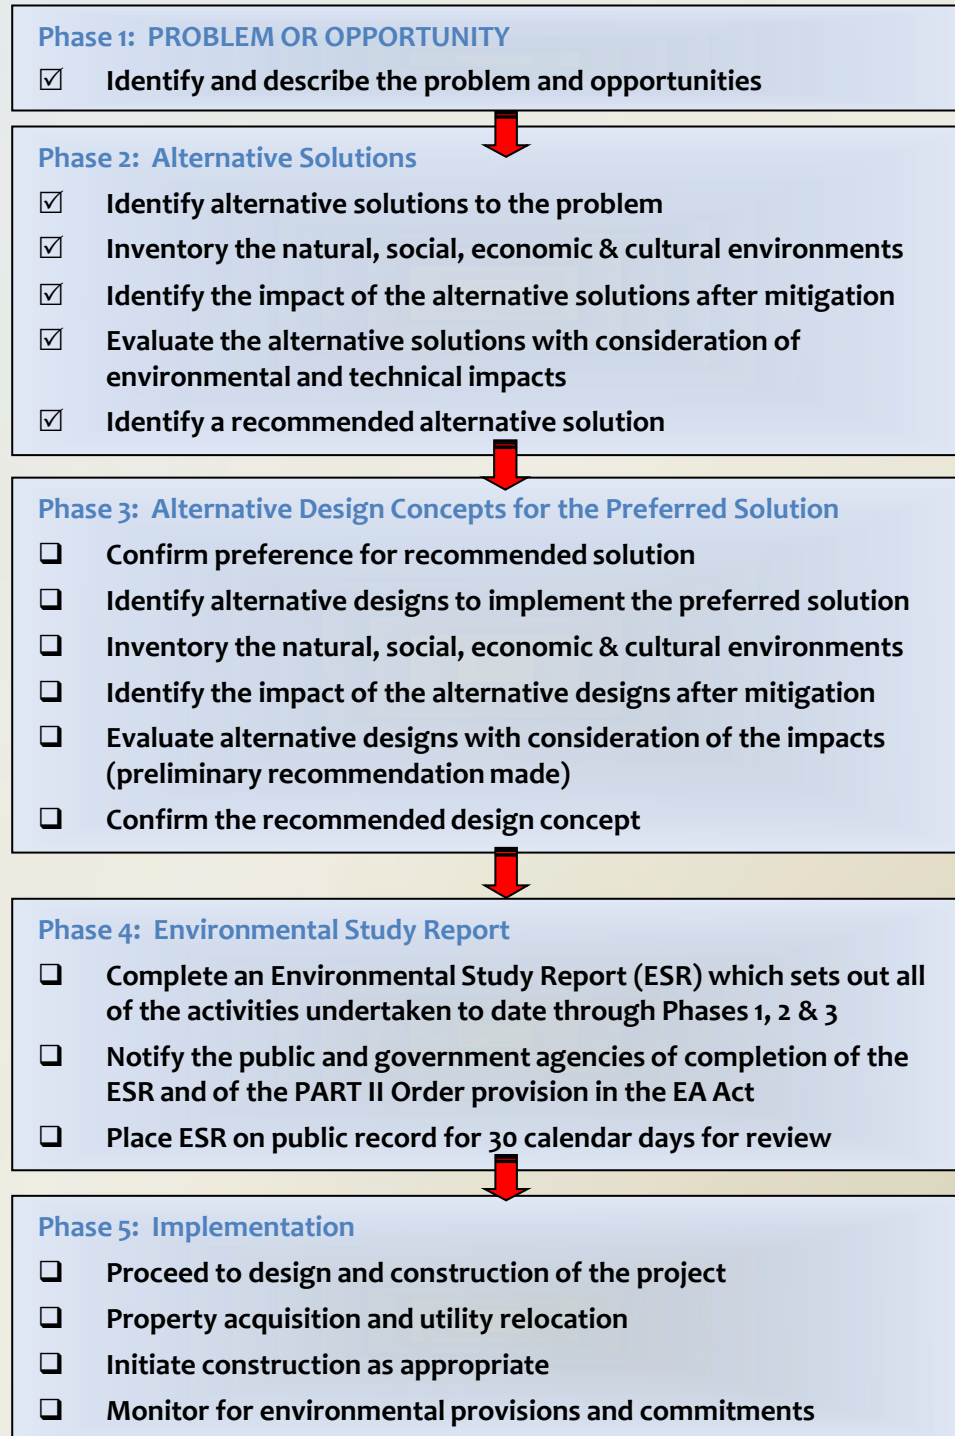 Phase 1: PROBLEM OR OPPORTUNITY
☑ Identify and describe the problem and opportunities
Phase 2: Alternative Solutions
☑ Identify alternative solutions to the problem
☑ Inventory the natural, social, economic & cultural environments
☑ Identify the impact of the alternative solutions after mitigation
☑ Evaluate the alternative solutions with consideration of
environmental and technical impacts
☑ Identify a recommended alternative solution
Phase 3: Alternative Design Concepts for the Preferred Solution
❑ Confirm preference for recommended solution
❑ Identify alternative designs to implement the preferred solution
❑ Inventory the natural, social, economic & cultural environments
❑ Identify the impact of the alternative designs after mitigation
❑ Evaluate alternative designs with consideration of the impacts
(preliminary recommendation made)
❑ Confirm the recommended design concept
Phase 4: Environmental Study Report
❑ Complete an Environmental Study Report (ESR) which sets out all
of the activities undertaken to date through Phases 1, 2 & 3
❑ Notify the public and government agencies of completion of the
ESR and of the PART II Order provision in the EA Act
❑ Place ESR on public record for 30 calendar days for review
Phase 5: Implementation
❑ Proceed to design and construction of the project
❑ Property acquisition and utility relocation
❑ Initiate construction as appropriate
❑ Monitor for environmental provisions and commitments